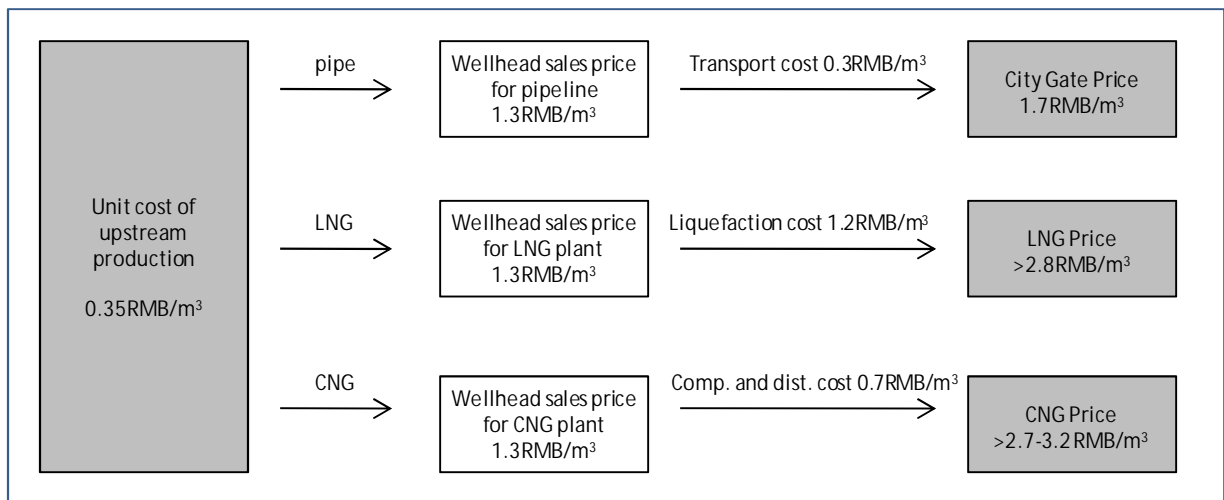 Unit cost of
upstream
production
0.35RMB/m³
pipe
Wellhead sales price
for pipeline
1.3RMB/m³
Transport cost 0.3RMB/m³
City Gate Price
1.7RMB/m³
LNG
Wellhead sales price
for LNG plant
1.3RMB/m³
Liquefaction cost 1.2RMB/m³
LNG Price
>2.8RMB/m³
CNG
Wellhead sales price
for CNG plant
1.3RMB/m³
Comp. and dist. cost 0.7RMB/m³
CNG Price
>2.7-3.2RMB/m³